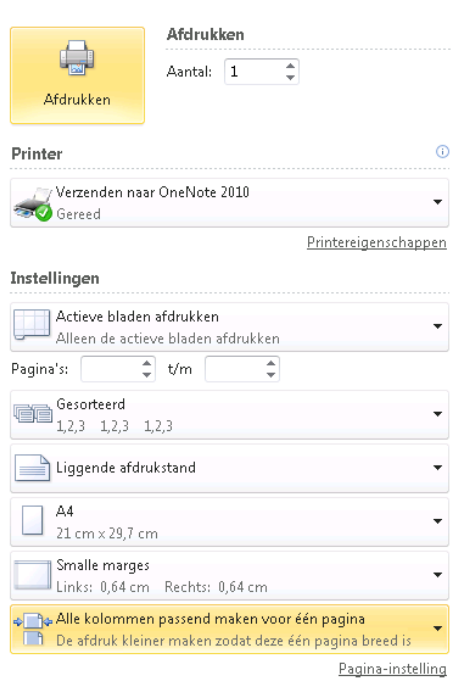 Afdrukken
Afdrukken
Aantal: 1
Printer
Verzenden naar OneNote 2010
Gereed
Printereigenschappen
Instellingen
Actieve bladen afdrukken
Alleen de actieve bladen afdrukken
Pagina's: t/m
Gesorteerd
1,2,3 1,2,3 1,2,3
Liggende afdrukstand
A4
21 cm x 29,7 cm
Smalle marges
Links: 0,64 cm Rechts: 0,64 cm
Alle kolommen passend maken voor één pagina
De afdruk kleiner maken zodat deze één pagina breed is
Pagina-instelling